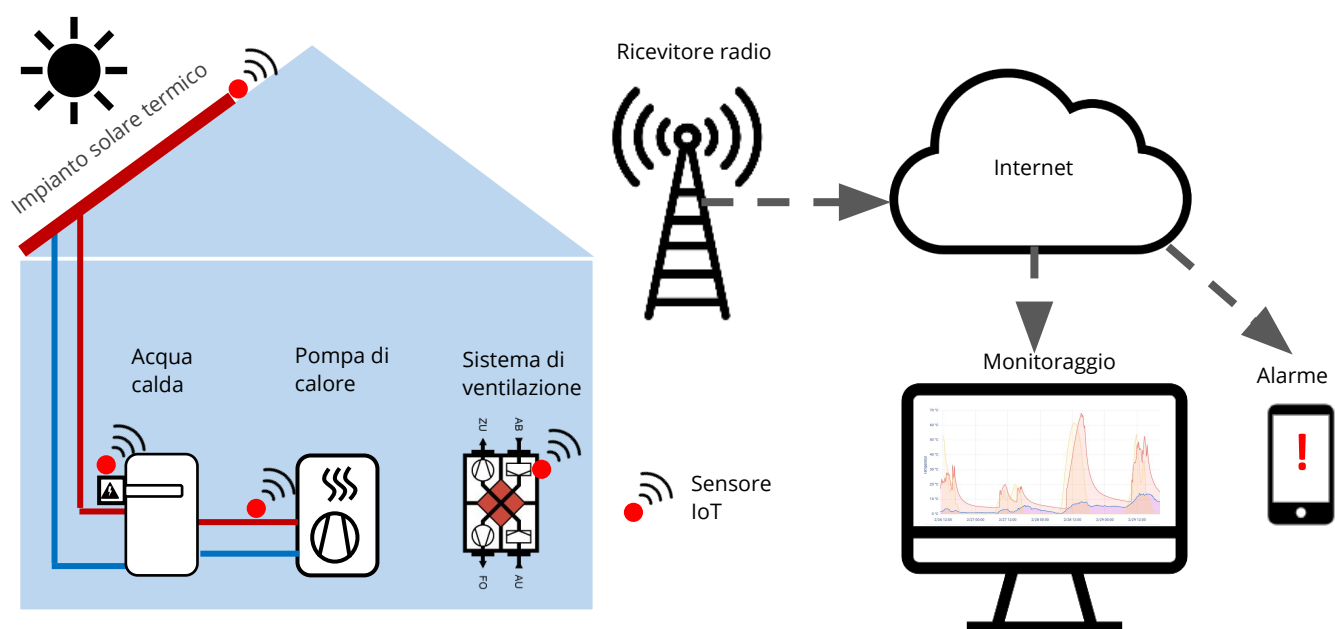 Ricevitore radio
Impianto solare termico
Internet
Acqua
calda
Pompa di
calore
Sistema di
ventilazione
ZU
AB
FO
AU
Sensore
IoT
Monitoraggio
Alarme
!